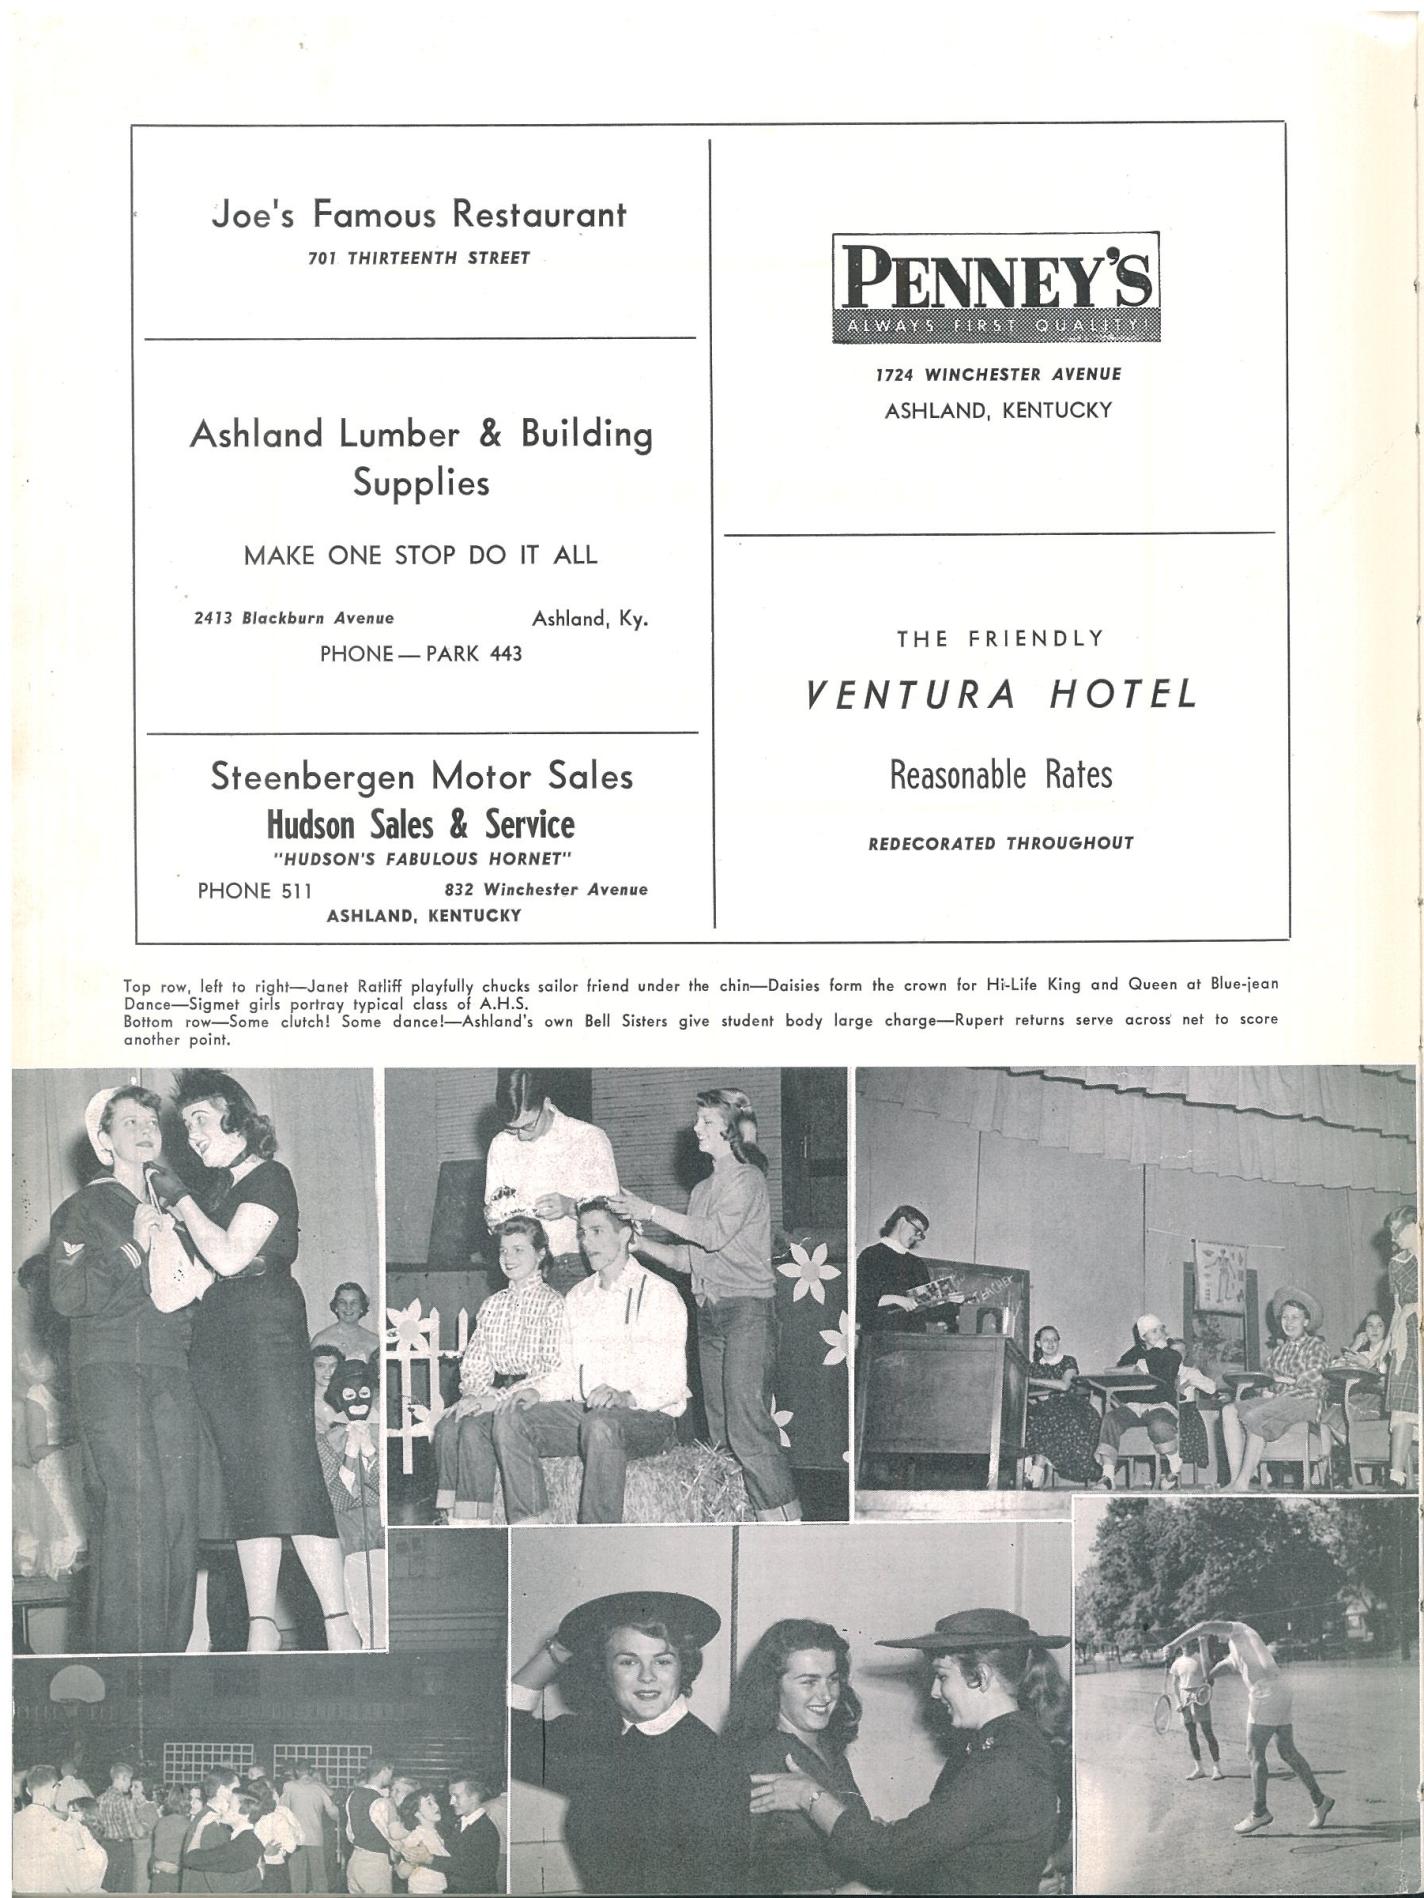 Joe's Famous Restaurant
701 THIRTEENTH STREET
Ashland Lumber & Building
Supplies
MAKE ONE STOP DO IT ALL
2413 Blackburn Avenue Ashland, Ky.
PHONE — PARK 443
Steenbergen Motor Sales
Hudson Sales & Service
"HUDSON'S FABULOUS HORNET"
PHONE 511 832 Winchester Avenue
ASHLAND, KENTUCKY
PENNEY'S
ALWAYS FIRST QUALITY!
1724 WINCHESTER AVENUE
ASHLAND, KENTUCKY
THE FRIENDLY
VENTURA HOTEL
Reasonable Rates
REDECORATED THROUGHOUT
Top row, left to right—Janet Ratliff playfully chucks sailor friend under the chin—Daisies form the crown for Hi-Life King and Queen at Blue-jean
Dance—Sigmet girls portray typical class of A.H.S.
Bottom row—Some clutch! Some dance!—Ashland's own Bell Sisters give student body large charge—Rupert returns serve across net to score
another point.
TEACHER